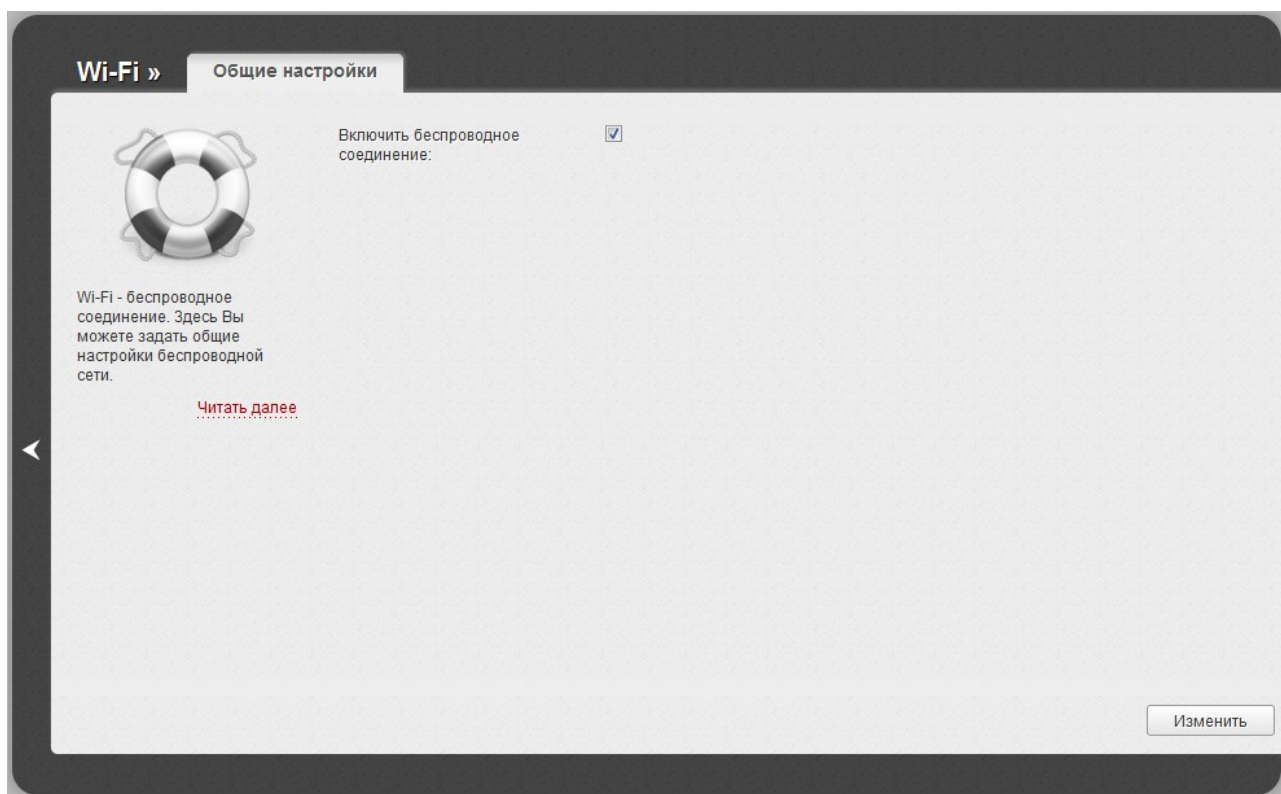 Wi-Fi »
Общие настройки
Включить беспроводное
соединение:
Wi-Fi - беспроводное
соединение. Здесь Вы
можете задать общие
настройки беспроводной
сети.
Читать далее
Изменить